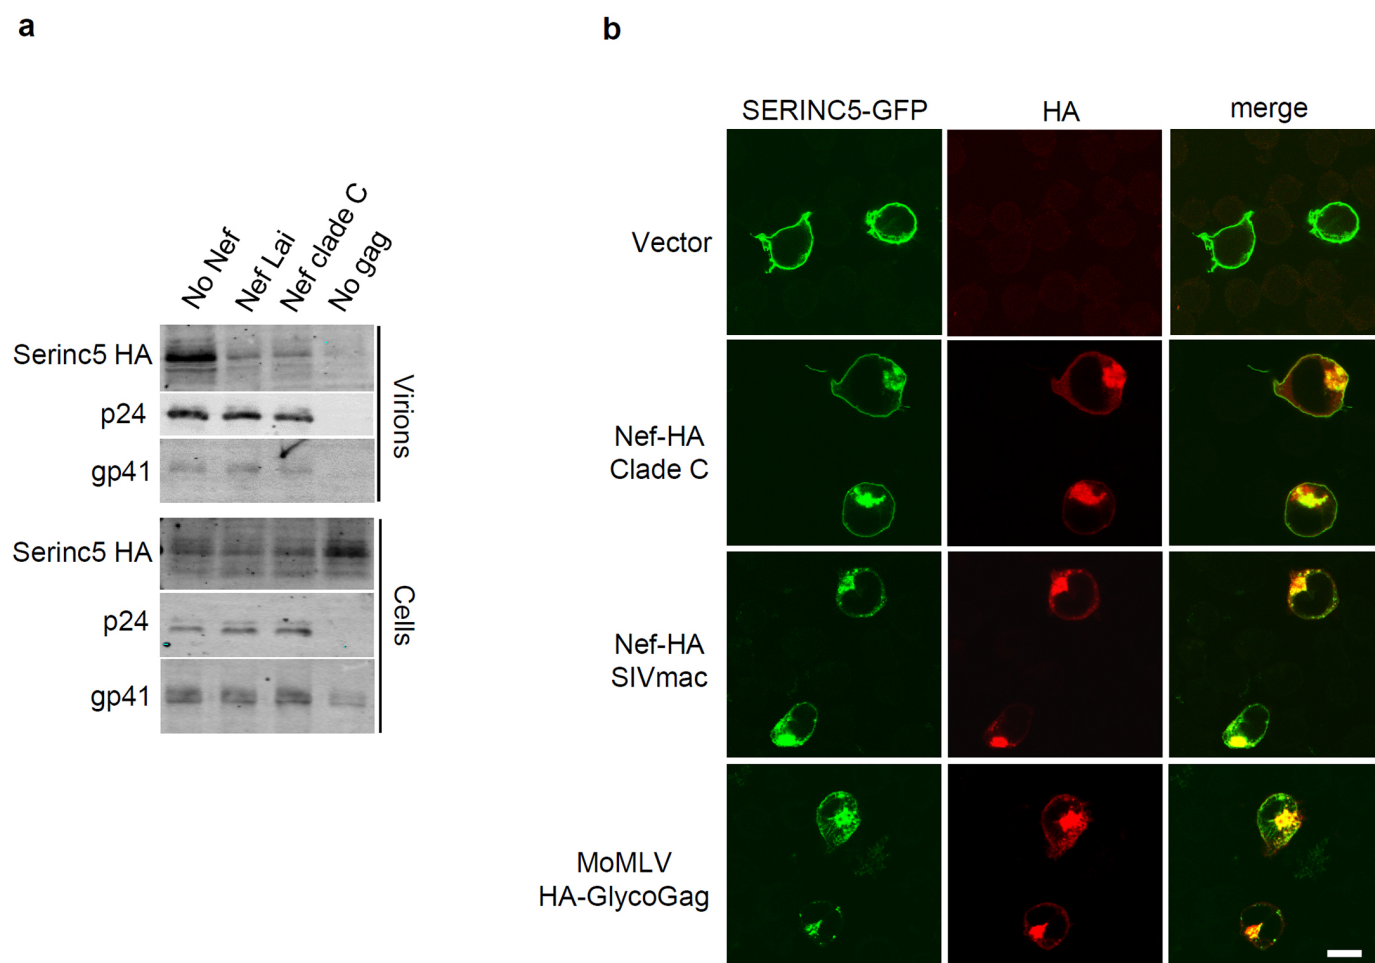 a
No Nef
Nef Lai
Nef clade C
No gag
Serinc5 HA
p24
gp41
Virions
Serinc5 HA
p24
gp41
Cells
b
SERINC5-GFP
HA
merge
Vector
Nef-HA
Clade C
Nef-HA
SIVmac
MoMLV
HA-GlycoGag